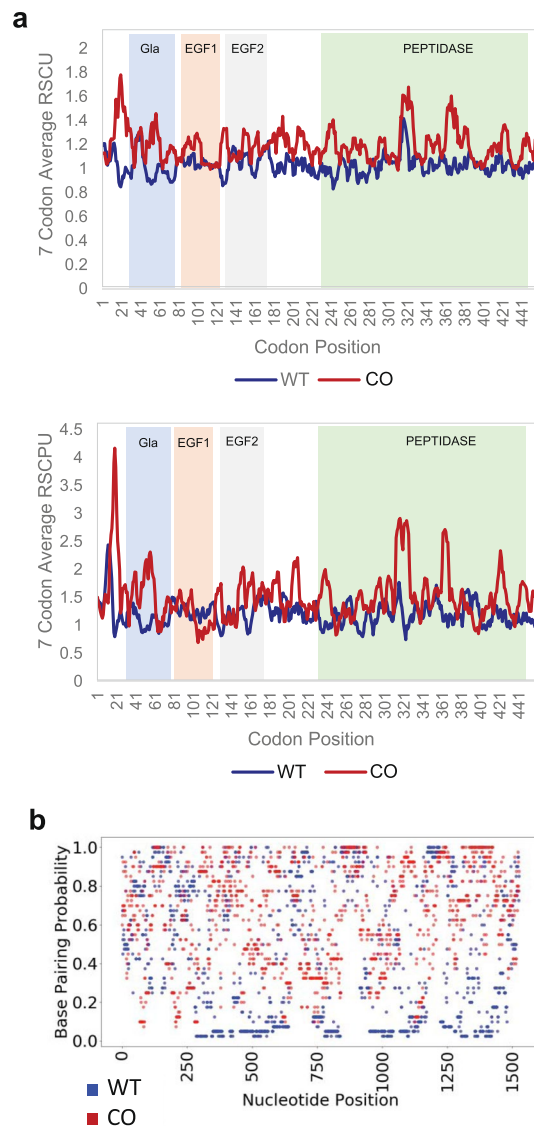 a
7 Codon Average RSCU
2
1.8
1.6
1.4
1.2
1
0.8
0.6
0.4
0.2
0
Gla
EGF1
EGF2
PEPTIDASE
1 21 41 61 81 101 121 141 161 181 201 221 241 261 281 301 321 341 361 381 401 421 441
Codon Position
WT CO
7 Codon Average RSCPU
4.5
4
3.5
3
2.5
2
1.5
1
0.5
0
Gla
EGF1
EGF2
PEPTIDASE
1 21 41 61 81 101 121 141 161 181 201 221 241 261 281 301 321 341 361 381 401 421 441
Codon Position
WT CO
b
Base Pairing Probability
1.0
0.8
0.6
0.4
0.2
0.0
0 250 500 750 1000 1250 1500
Nucleotide Position
WT
CO